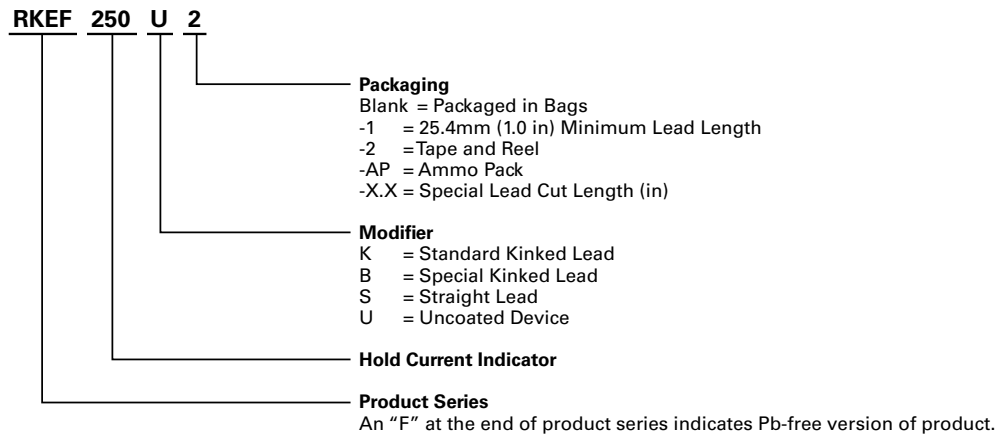 RKEF 250 U 2
Packaging
Blank = Packaged in Bags
-1 = 25.4mm (1.0 in) Minimum Lead Length
-2 =Tape and Reel
-AP = Ammo Pack
-X.X = Special Lead Cut Length (in)
Modifier
K = Standard Kinked Lead
B = Special Kinked Lead
S = Straight Lead
U = Uncoated Device
Hold Current Indicator
Product Series
An “F” at the end of product series indicates Pb-free version of product.